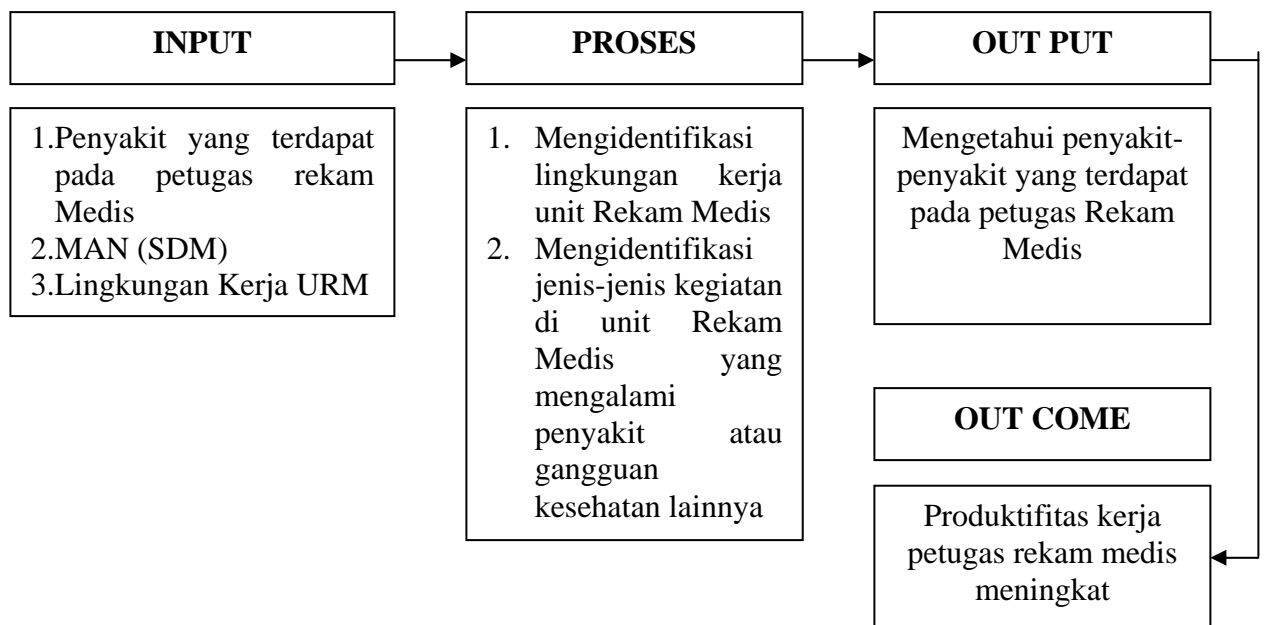 INPUT
1.Penyakit yang terdapat
pada petugas rekam
Medis
2.MAN (SDM)
3.Lingkungan Kerja URM
PROSES
1. Mengidentifikasi
lingkungan kerja
unit Rekam Medis
2. Mengidentifikasi
jenis-jenis kegiatan
di unit Rekam
Medis yang
mengalami
penyakit atau
gangguan
kesehatan lainnya
OUT PUT
Mengetahui penyakit-
penyakit yang terdapat
pada petugas Rekam
Medis
OUT COME
Produktifitas kerja
petugas rekam medis
meningkat